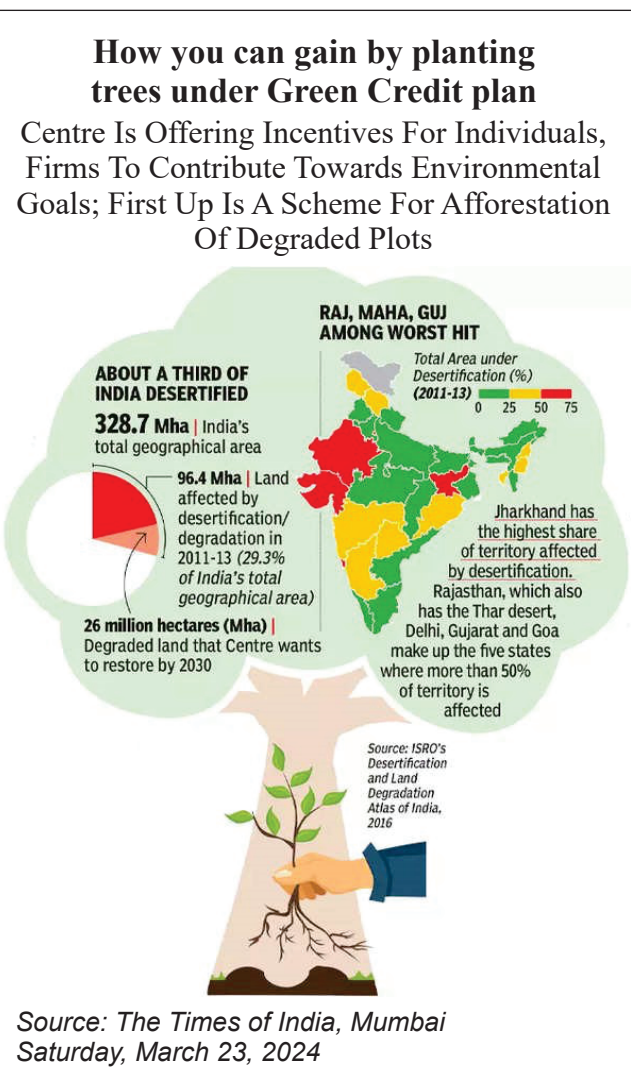 How you can gain by planting
trees under Green Credit plan
Centre Is Offering Incentives For Individuals,
Firms To Contribute Towards Environmental
Goals; First Up Is A Scheme For Afforestation
Of Degraded Plots
ABOUT A THIRD OF
INDIA DESERTIFIED
328.7 Mha | India's
total geographical area
96.4 Mha | Land
affected by
desertification/
degradation in
2011-13 (29.3%
of India's total
geographical area)
26 million hectares (Mha) |
Degraded land that Centre wants
to restore by 2030
RAJ, MAHA, GUJ
AMONG WORST HIT
Total Area under
Desertification (%)
(2011-13)
0 25 50 75
Jharkhand has
the highest share
of territory affected
by desertification.
Rajasthan, which also
has the Thar desert,
Delhi, Gujarat and Goa
make up the five states
where more than 50%
of territory is
affected
Source: ISRO's
Desertification
and Land
Degradation
Atlas of India,
2016
Source: The Times of India, Mumbai
Saturday, March 23, 2024